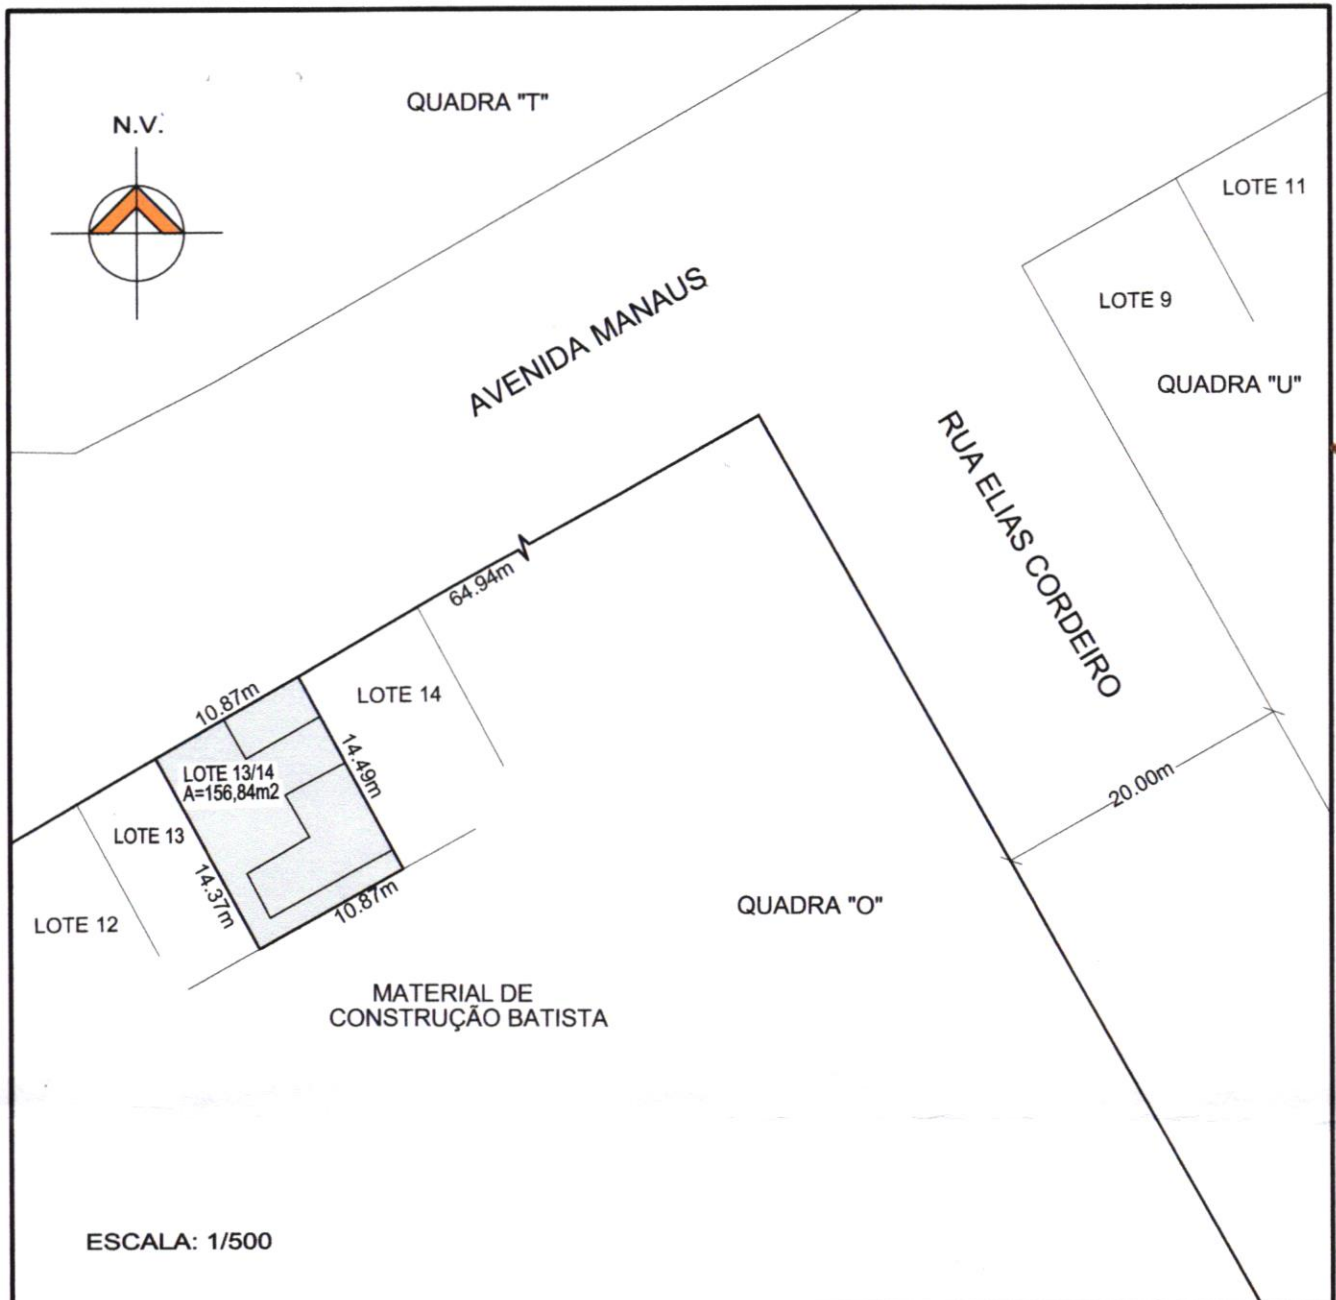 QUADRA "T"
N.V.
LOTE 11
LOTE 9
AVENIDA MANAUS
QUADRA "U"
RUA ELIAS CORDEIRO
64.94m
10.87m
LOTE 14
14.49m
LOTE 13/14
A=156,84m2
20.00m
LOTE 13
14.37m
10.87m
LOTE 12
QUADRA "O"
MATERIAL DE
CONSTRUÇÃO BATISTA
ESCALA: 1/500